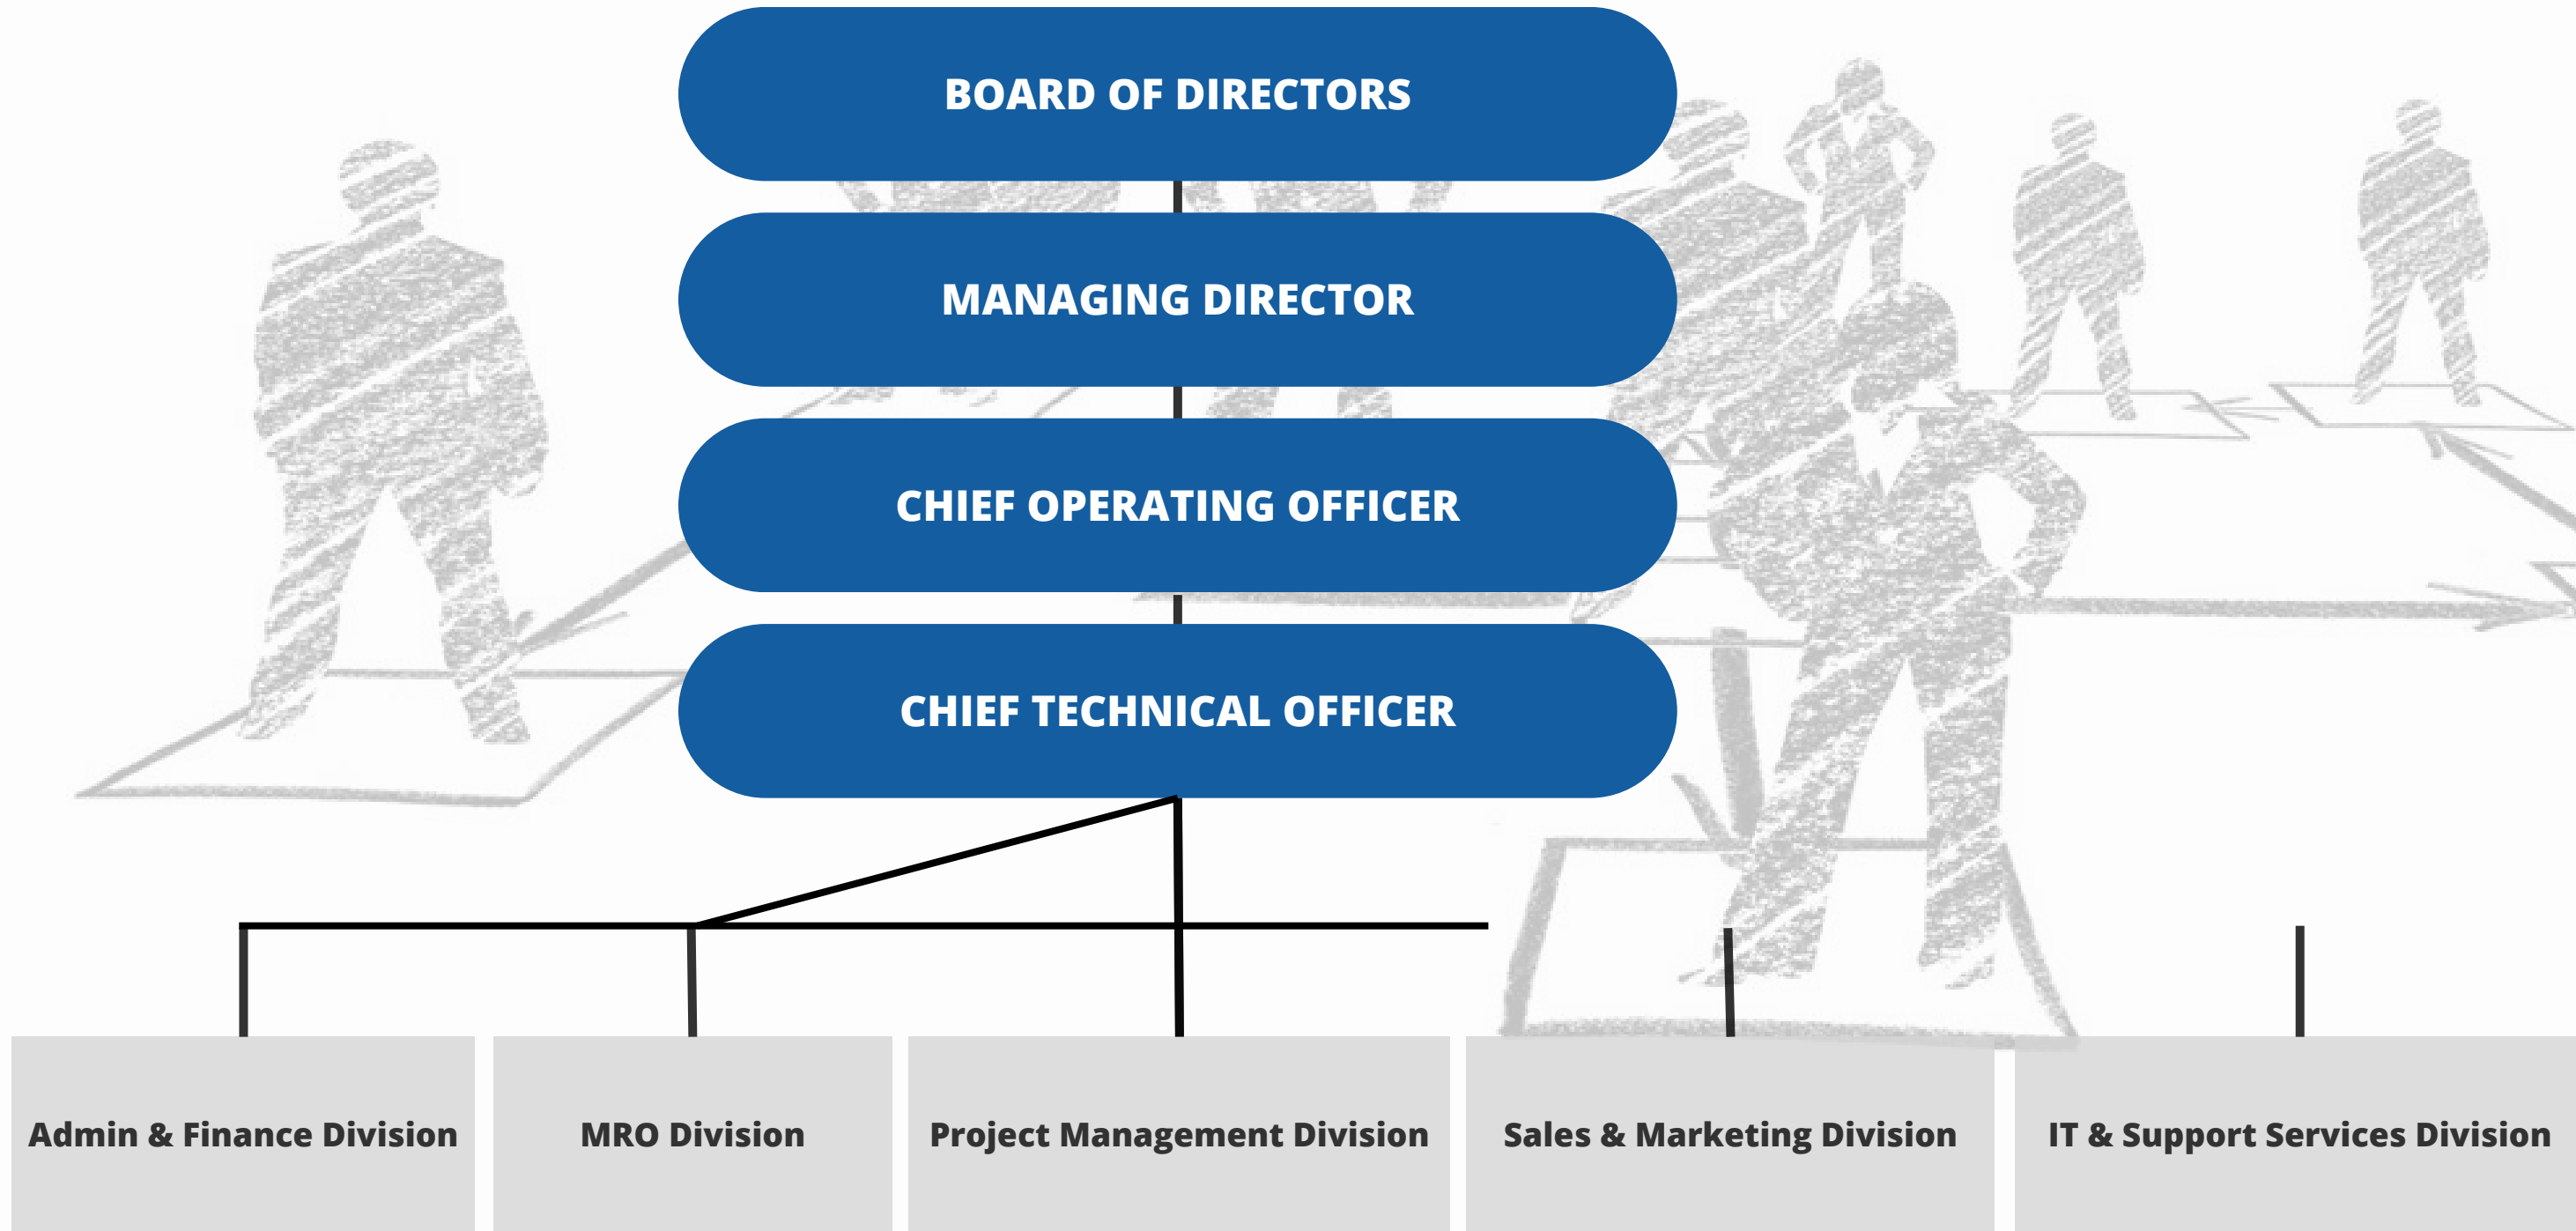 BOARD OF DIRECTORS
MANAGING DIRECTOR
CHIEF OPERATING OFFICER
CHIEF TECHNICAL OFFICER
Admin & Finance Division
MRO Division
Project Management Division
Sales & Marketing Division
IT & Support Services Division